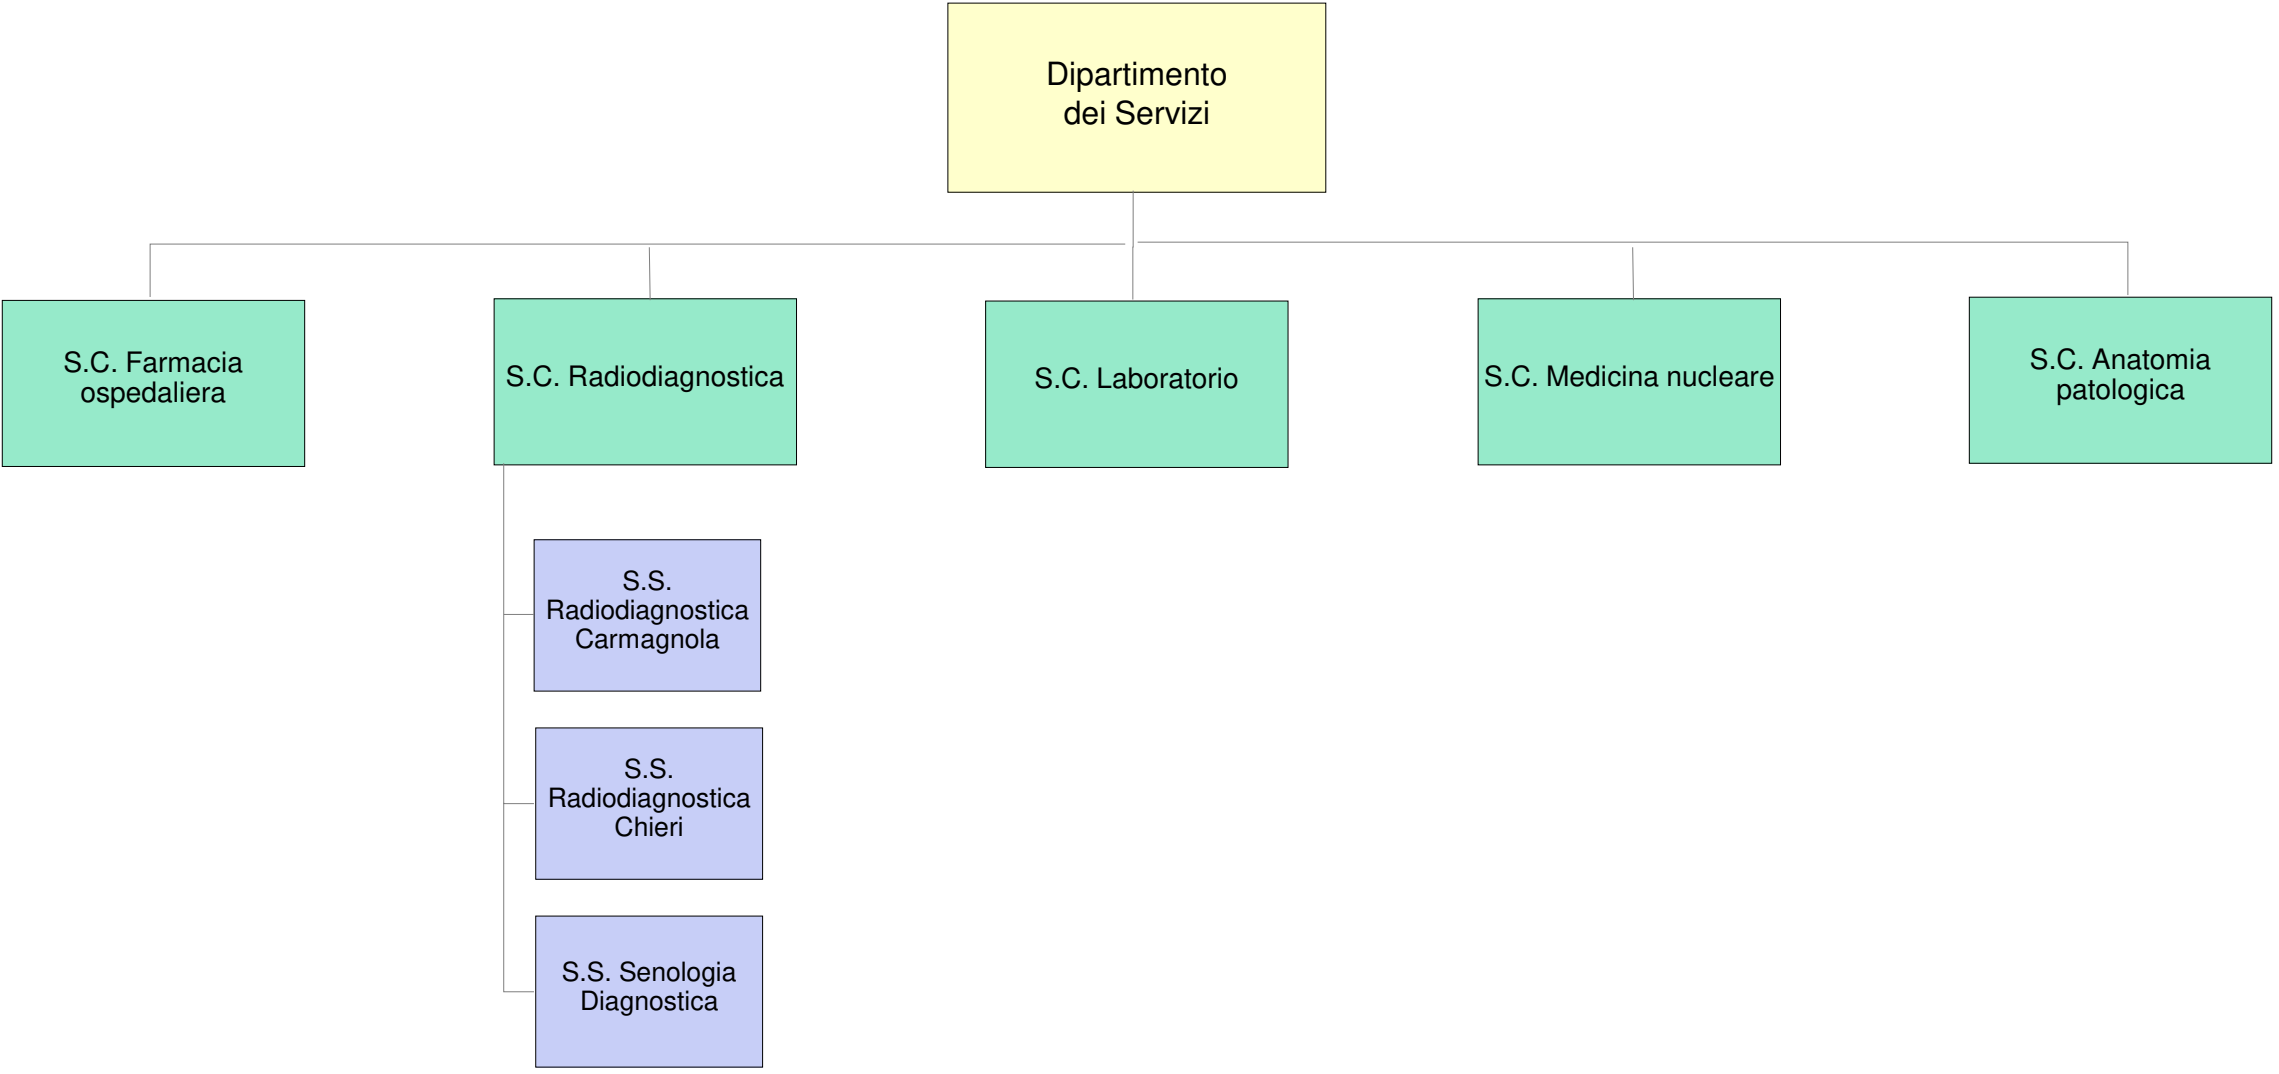 Dipartimento
dei Servizi
S.C. Farmacia
ospedaliera
S.C. Radiodiagnostica
S.C. Laboratorio
S.C. Medicina nucleare
S.C. Anatomia
patologica
S.S.
Radiodiagnostica
Carmagnola
S.S.
Radiodiagnostica
Chieri
S.S. Senologia
Diagnostica